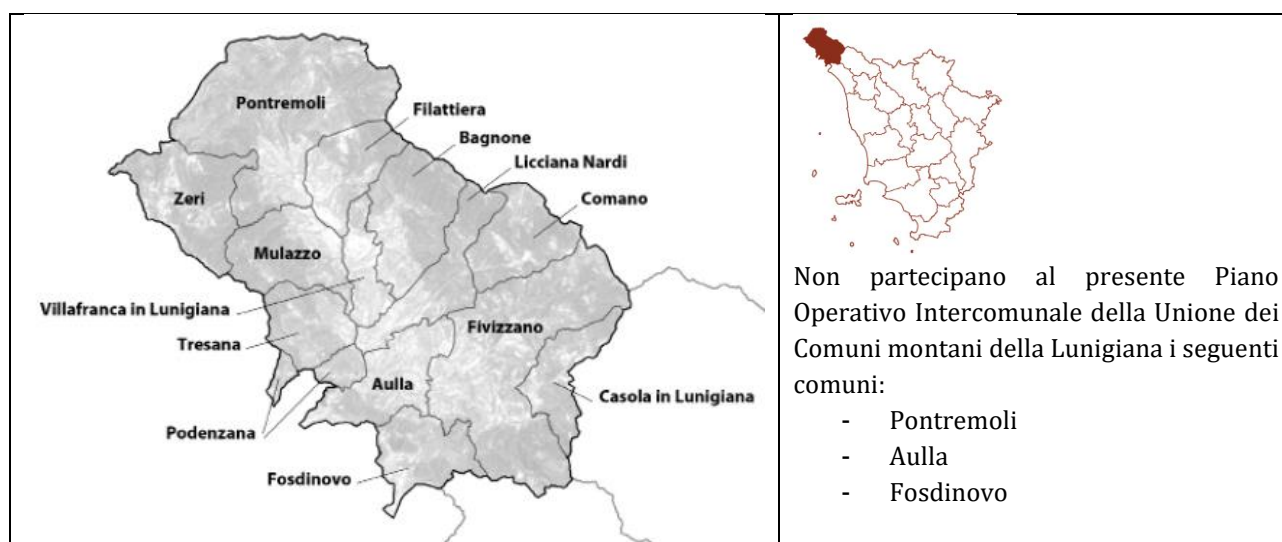 Pontremoli
Filattiera
Bagnone
Licciana Nardi
Zeri
Comano
Mulazzo
Villafranca in Lunigiana
Fivizzano
Tresana
Aulla
Casola in Lunigiana
Podenzana
Fosdinovo
Non partecipano al presente Piano
Operativo Intercomunale della Unione dei
Comuni montani della Lunigiana i seguenti
comuni:
- Pontremoli
- Aulla
- Fosdinovo